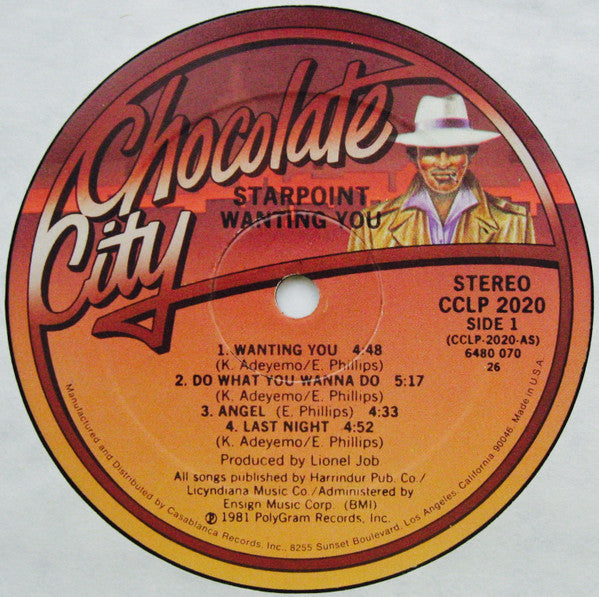 Chocolate
City
STARPOINT
WANTING YOU
STEREO
CCLP 2020
SIDE 1
(CCLP-2020-AS)
6480 070
26
1. WANTING YOU 4:48
(K. Adeyemo/E. Phillips)
2. DO WHAT YOU WANNA DO 5:17
(K. Adeyemo/E. Phillips)
3. ANGEL (E. Phillips) 4:33
4. LAST NIGHT 4:52
(K. Adeyemo/E. Phillips)
Produced by Lionel Job
All songs published by Harrindur Pub. Co./
Licyndiana Music Co./Administered by
Ensign Music Corp. (BMI)
℗ 1981 PolyGram Records, Inc.
Manufactured and Distributed by Casablanca Records, Inc., 8255 Sunset Boulevard, Los Angeles, California 90046, Made in U.S.A.